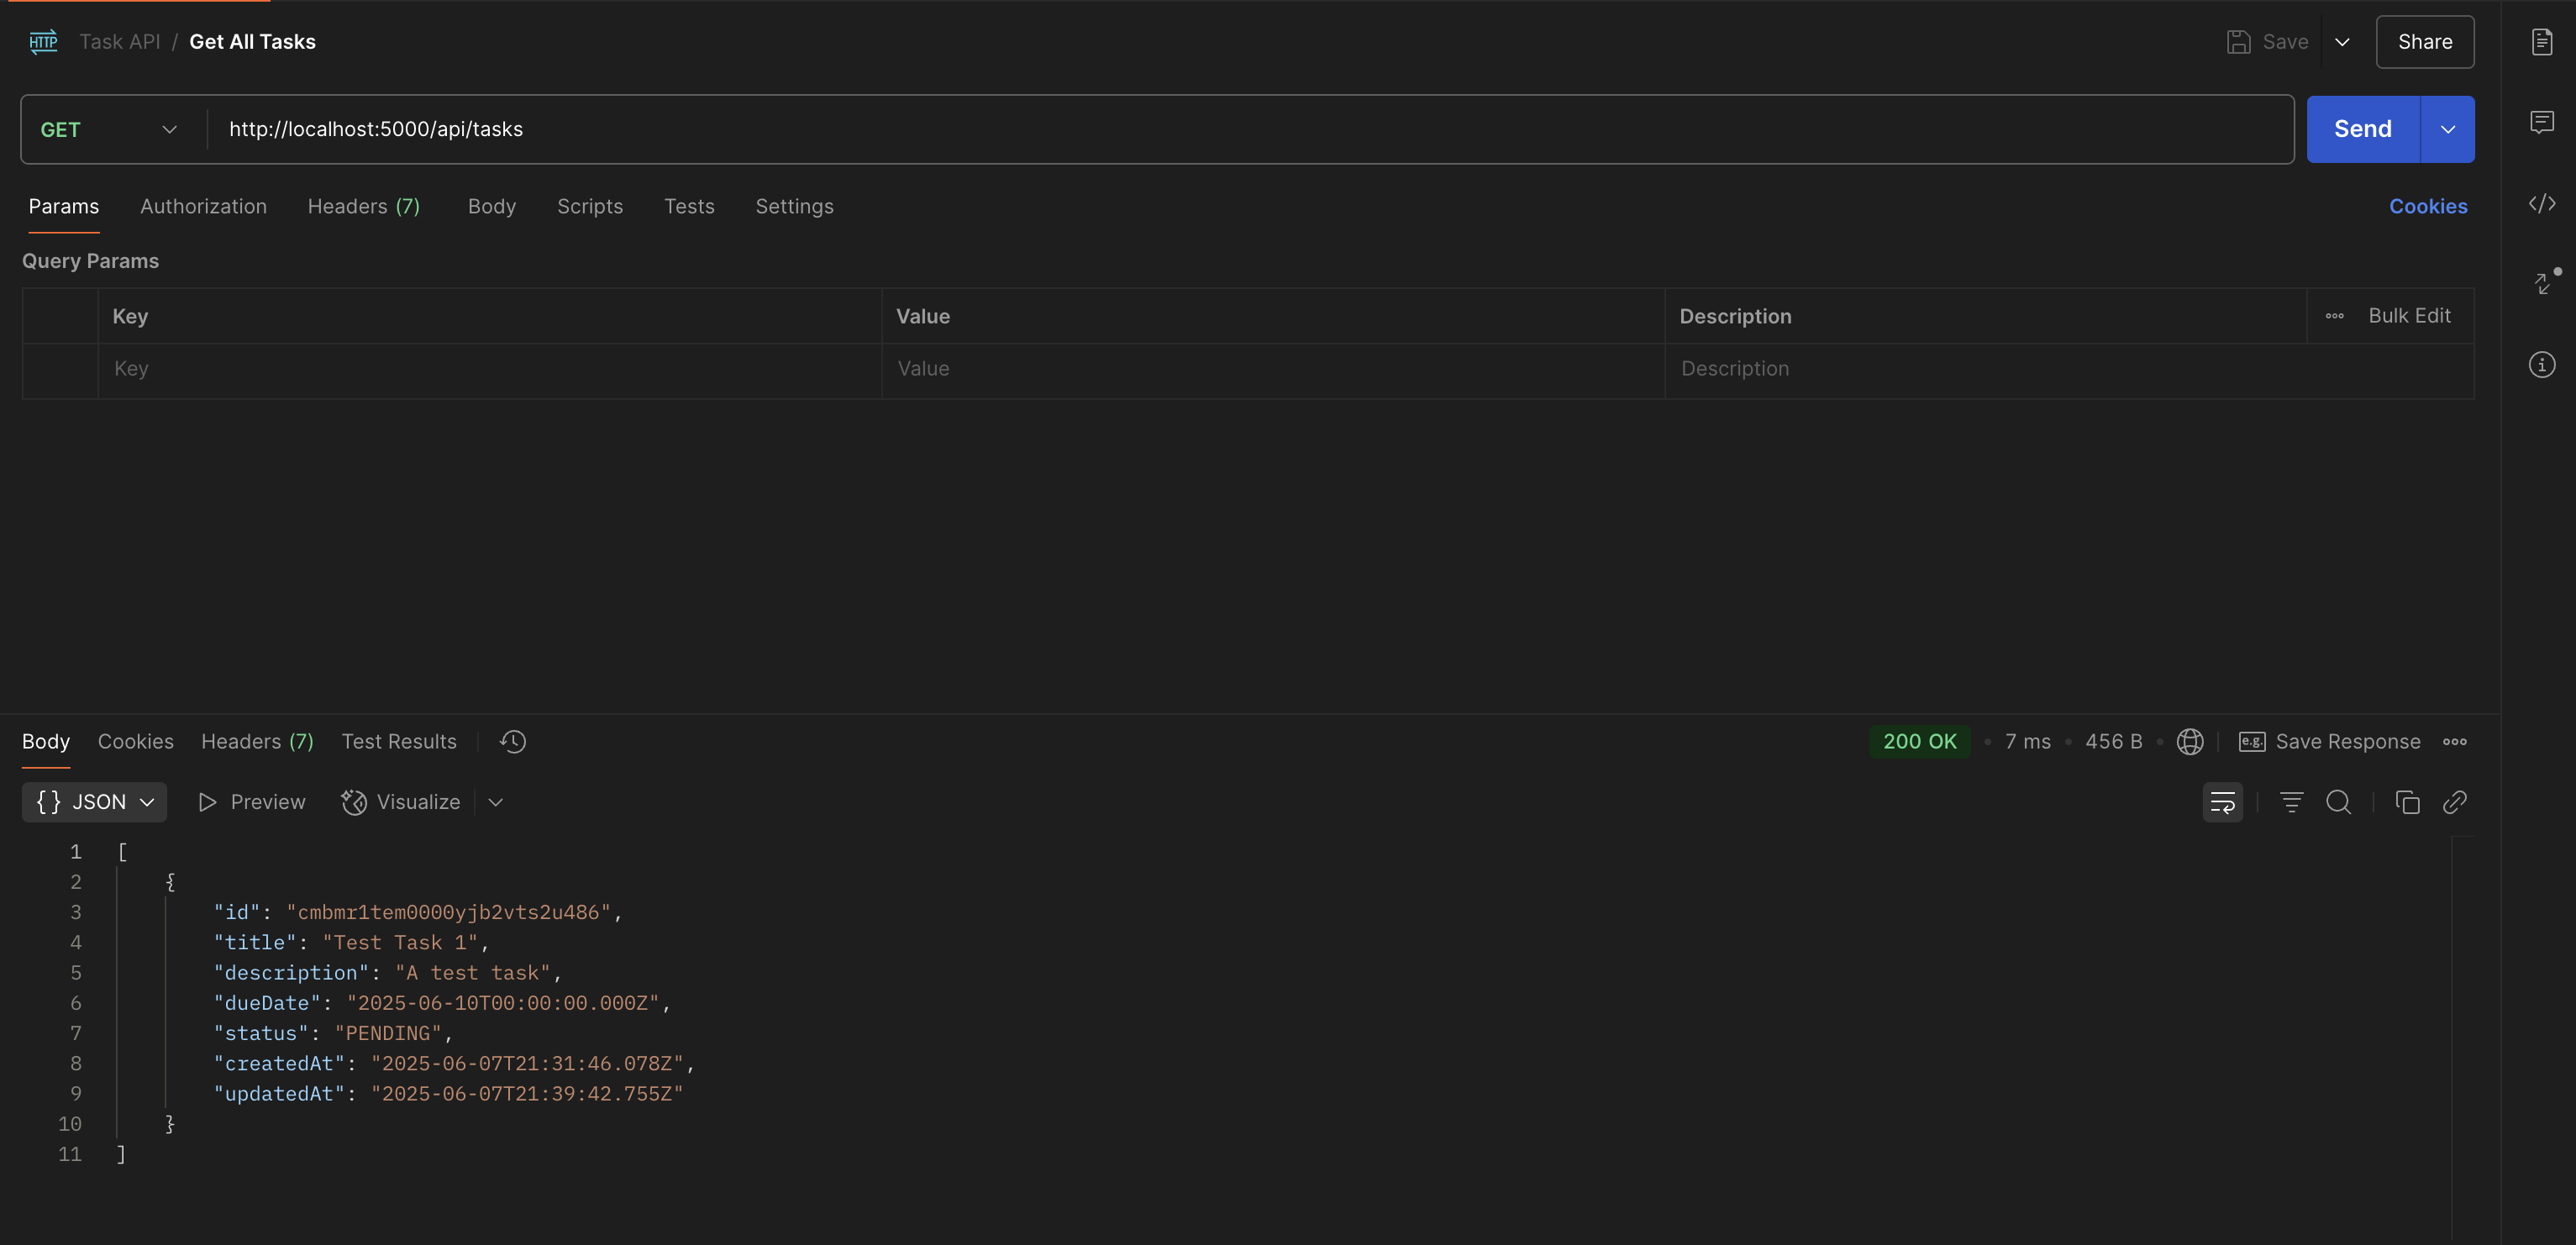 HTTP Task API / Get All Tasks Save Share
GET http://localhost:5000/api/tasks Send
Params Authorization Headers (7) Body Scripts Tests Settings Cookies
Query Params
Key Value Description Bulk Edit
Key Value Description
Body Cookies Headers (7) Test Results 200 OK • 7 ms • 456 B • e.g. Save Response
{} JSON Preview Visualize
1 [
2 {
3 "id": "cmbmr1tem0000yjb2vts2u486",
4 "title": "Test Task 1",
5 "description": "A test task",
6 "dueDate": "2025-06-10T00:00:00.000Z",
7 "status": "PENDING",
8 "createdAt": "2025-06-07T21:31:46.078Z",
9 "updatedAt": "2025-06-07T21:39:42.755Z"
10 }
11 ]